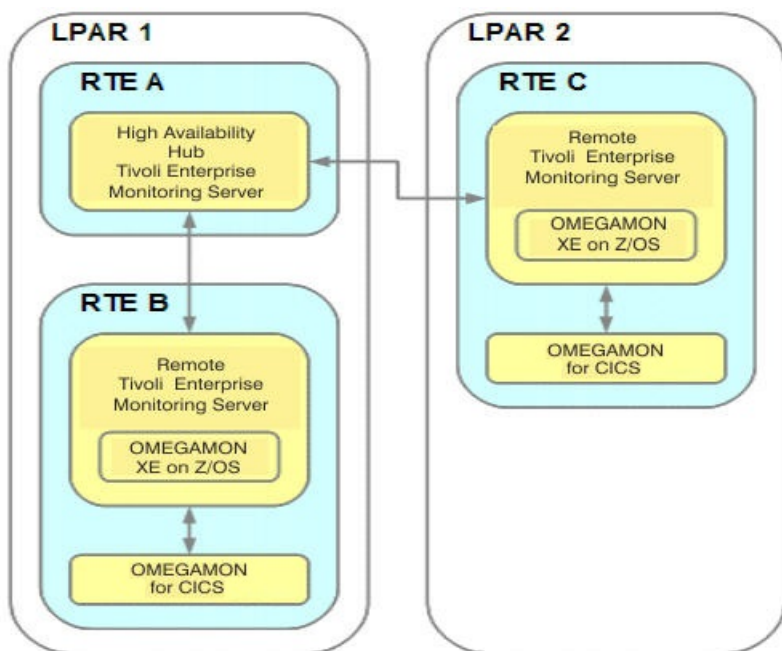 LPAR 1
RTE A
High Availability
Hub
Tivoli Enterprise
Monitoring Server
RTE B
Remote
Tivoli Enterprise
Monitoring Server
OMEGAMON
XE on Z/OS
OMEGAMON
for CICS
LPAR 2
RTE C
Remote
Tivoli Enterprise
Monitoring Server
OMEGAMON
XE on Z/OS
OMEGAMON
for CICS